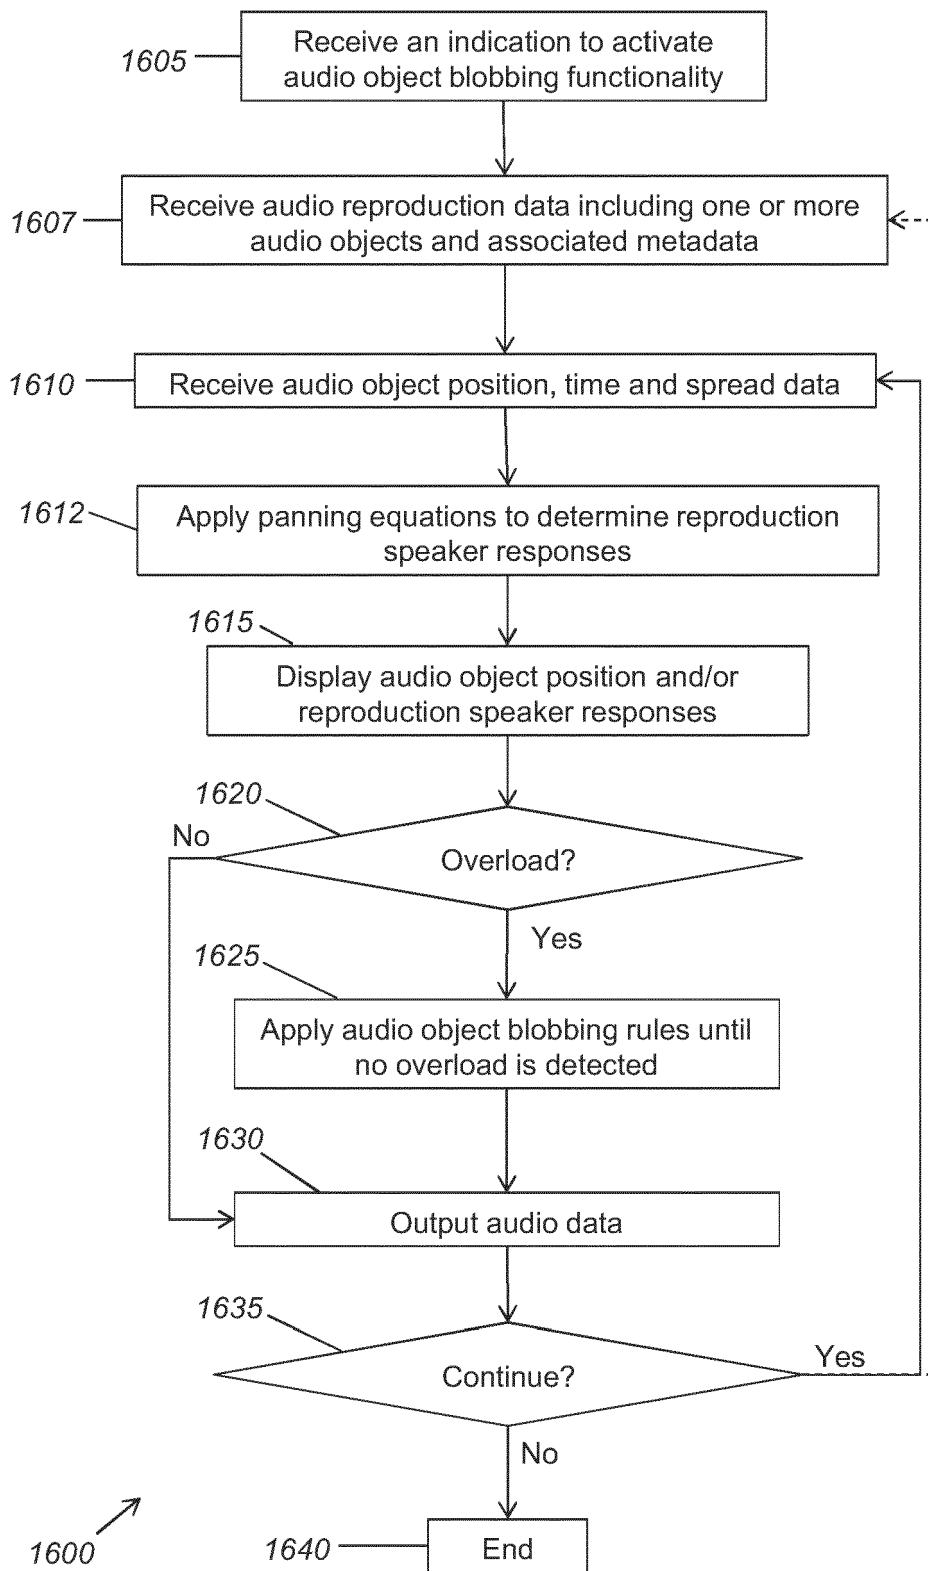 Receive an indication to activate
1605
audio object blobbing functionality
Receive audio reproduction data including one or more
1607
audio objects and associated metadata
1610
Receive audio object position, time and spread data
1612
Apply panning equations to determine reproduction
speaker responses
1615
Display audio object position and/or
reproduction speaker responses
1620
No
Overload?
Yes
1625
Apply audio object blobbing rules until
no overload is detected
1630
Output audio data
1635
Yes
Continue?
No
1600
1640
End